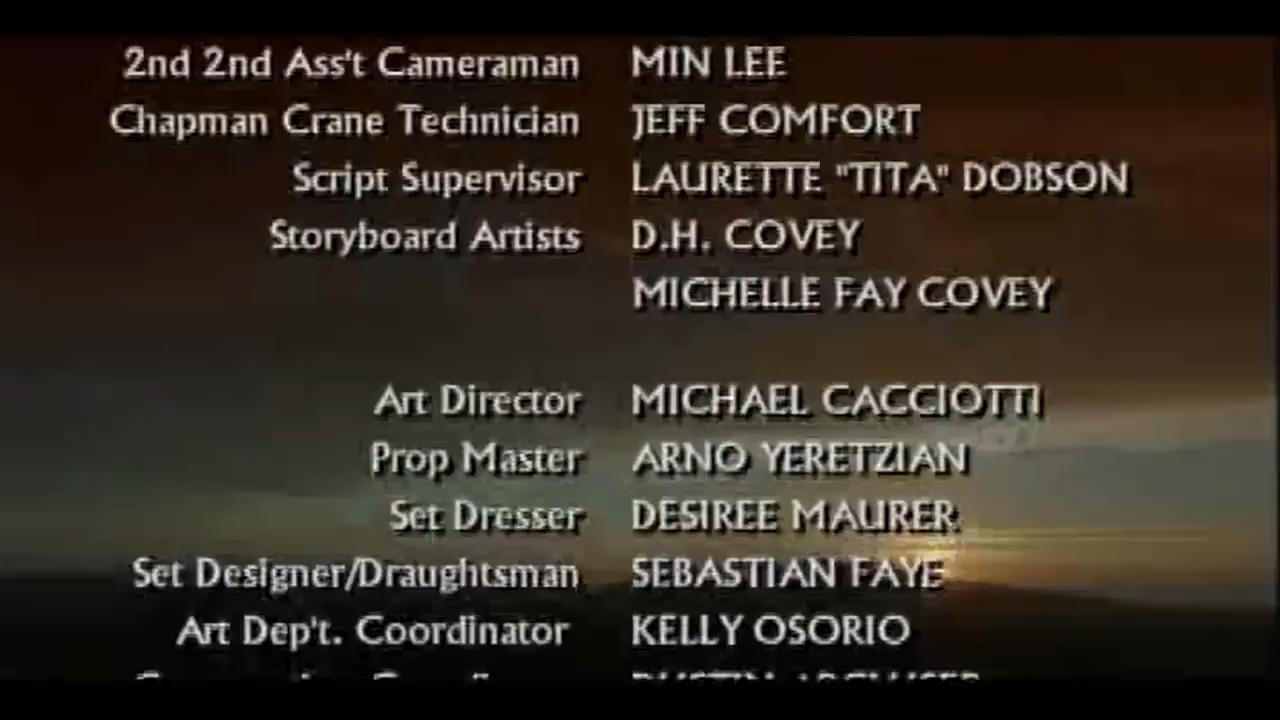 2nd 2nd Ass't Cameraman MIN LEE
Chapman Crane Technician JEFF COMFORT
Script Supervisor LAURETTE "TITA" DOBSON
Storyboard Artists D.H. COVEY
MICHELLE FAY COVEY
Art Director MICHAEL CACCIOTTI
Prop Master ARNO YERETZIAN
Set Dresser DESIREE MAURER
Set Designer/Draughtsman SEBASTIAN FAYE
Art Dep't. Coordinator KELLY OSORIO